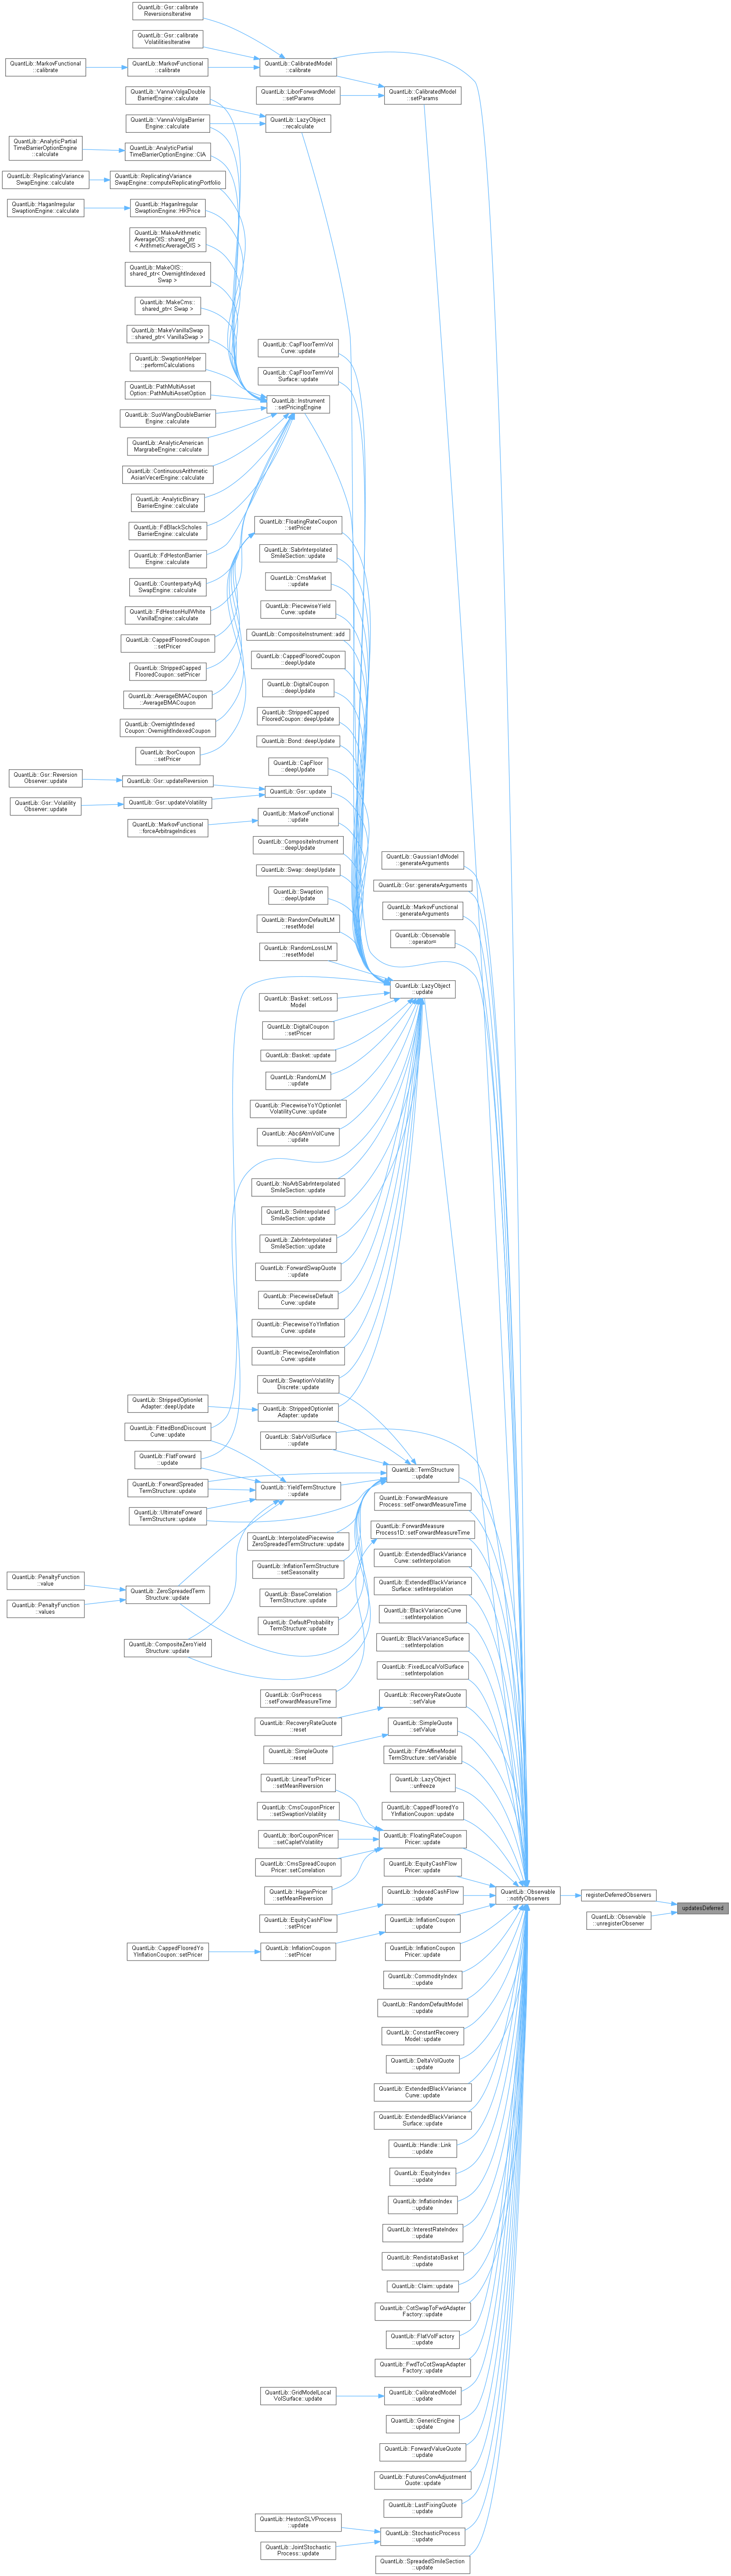 QuantLib::Gsr::calibrate
ReversionsIterative
QuantLib::Gsr::calibrate
VolatilitiesIterative
QuantLib::MarkovFunctional
::calibrate
QuantLib::MarkovFunctional
::calibrate
QuantLib::CalibratedModel
::calibrate
QuantLib::VannaVolgaDouble
BarrierEngine::calculate
QuantLib::LiborForwardModel
::setParams
QuantLib::CalibratedModel
::setParams
QuantLib::VannaVolgaBarrier
Engine::calculate
QuantLib::LazyObject
::recalculate
QuantLib::AnalyticPartial
TimeBarrierOptionEngine
::calculate
QuantLib::AnalyticPartial
TimeBarrierOptionEngine::CIA
QuantLib::ReplicatingVariance
SwapEngine::calculate
QuantLib::ReplicatingVariance
SwapEngine::computeReplicatingPortfolio
QuantLib::HaganIrregular
SwaptionEngine::calculate
QuantLib::HaganIrregular
SwaptionEngine::HKPrice
QuantLib::MakeArithmetic
AverageOIS::shared_ptr
< ArithmeticAverageOIS >
QuantLib::MakeOIS::
shared_ptr< OvernightIndexed
Swap >
QuantLib::MakeCms::
shared_ptr< Swap >
QuantLib::MakeVanillaSwap
::shared_ptr< VanillaSwap >
QuantLib::CapFloorTermVol
Curve::update
QuantLib::SwaptionHelper
::performCalculations
QuantLib::CapFloorTermVol
Surface::update
QuantLib::PathMultiAsset
Option::PathMultiAssetOption
QuantLib::Instrument
::setPricingEngine
QuantLib::SuoWangDoubleBarrier
Engine::calculate
QuantLib::AnalyticAmerican
MargrabeEngine::calculate
QuantLib::ContinuousArithmetic
AsianVecerEngine::calculate
QuantLib::AnalyticBinary
BarrierEngine::calculate
QuantLib::FdBlackScholes
BarrierEngine::calculate
QuantLib::FloatingRateCoupon
::setPricer
QuantLib::FdHestonBarrier
Engine::calculate
QuantLib::SabrInterpolated
SmileSection::update
QuantLib::CounterpartyAdj
SwapEngine::calculate
QuantLib::CmsMarket
::update
QuantLib::FdHestonHullWhite
VanillaEngine::calculate
QuantLib::PiecewiseYield
Curve::update
QuantLib::CappedFlooredCoupon
::setPricer
QuantLib::CompositeInstrument::add
QuantLib::StrippedCapped
FlooredCoupon::setPricer
QuantLib::CappedFlooredCoupon
::deepUpdate
QuantLib::AverageBMACoupon
::AverageBMACoupon
QuantLib::DigitalCoupon
::deepUpdate
QuantLib::OvernightIndexed
Coupon::OvernightIndexedCoupon
QuantLib::StrippedCapped
FlooredCoupon::deepUpdate
QuantLib::IborCoupon
::setPricer
QuantLib::Bond::deepUpdate
QuantLib::CapFloor
::deepUpdate
QuantLib::Gsr::Reversion
Observer::update
QuantLib::Gsr::updateReversion
QuantLib::Gsr::update
QuantLib::Gsr::Volatility
Observer::update
QuantLib::Gsr::updateVolatility
QuantLib::MarkovFunctional
::forceArbitrageIndices
QuantLib::MarkovFunctional
::update
QuantLib::CompositeInstrument
::deepUpdate
QuantLib::Swap::deepUpdate
QuantLib::Gaussian1dModel
::generateArguments
QuantLib::Swaption
::deepUpdate
QuantLib::Gsr::generateArguments
QuantLib::RandomDefaultLM
::resetModel
QuantLib::MarkovFunctional
::generateArguments
QuantLib::RandomLossLM
::resetModel
QuantLib::Observable
::operator=
QuantLib::LazyObject
::update
QuantLib::Basket::setLoss
Model
QuantLib::DigitalCoupon
::setPricer
QuantLib::Basket::update
QuantLib::RandomLM
::update
QuantLib::PiecewiseYoYOptionlet
VolatilityCurve::update
QuantLib::AbcdAtmVolCurve
::update
QuantLib::NoArbSabrInterpolated
SmileSection::update
QuantLib::SviInterpolated
SmileSection::update
QuantLib::ZabrInterpolated
SmileSection::update
QuantLib::ForwardSwapQuote
::update
QuantLib::PiecewiseDefault
Curve::update
QuantLib::PiecewiseYoYInflation
Curve::update
QuantLib::PiecewiseZeroInflation
Curve::update
QuantLib::SwaptionVolatility
Discrete::update
QuantLib::StrippedOptionlet
Adapter::deepUpdate
QuantLib::StrippedOptionlet
Adapter::update
QuantLib::FittedBondDiscount
Curve::update
QuantLib::SabrVolSurface
::update
QuantLib::FlatForward
::update
QuantLib::TermStructure
::update
QuantLib::ForwardSpreaded
TermStructure::update
QuantLib::YieldTermStructure
::update
QuantLib::UltimateForward
TermStructure::update
QuantLib::ForwardMeasure
Process::setForwardMeasureTime
QuantLib::InterpolatedPiecewise
ZeroSpreadedTermStructure::update
QuantLib::ForwardMeasure
Process1D::setForwardMeasureTime
QuantLib::InflationTermStructure
::setSeasonality
QuantLib::ExtendedBlackVariance
Curve::setInterpolation
QuantLib::PenaltyFunction
::value
QuantLib::PenaltyFunction
::values
QuantLib::ZeroSpreadedTerm
Structure::update
QuantLib::BaseCorrelation
TermStructure::update
QuantLib::ExtendedBlackVariance
Surface::setInterpolation
QuantLib::DefaultProbability
TermStructure::update
QuantLib::BlackVarianceCurve
::setInterpolation
QuantLib::CompositeZeroYield
Structure::update
QuantLib::BlackVarianceSurface
::setInterpolation
QuantLib::FixedLocalVolSurface
::setInterpolation
QuantLib::GsrProcess
::setForwardMeasureTime
QuantLib::RecoveryRateQuote
::setValue
QuantLib::RecoveryRateQuote
::reset
QuantLib::SimpleQuote
::setValue
QuantLib::SimpleQuote
::reset
QuantLib::FdmAffineModel
TermStructure::setVariable
QuantLib::LinearTsrPricer
::setMeanReversion
QuantLib::LazyObject
::unfreeze
QuantLib::CmsCouponPricer
::setSwaptionVolatility
QuantLib::CappedFlooredYo
YInflationCoupon::update
QuantLib::IborCouponPricer
::setCapletVolatility
QuantLib::FloatingRateCoupon
Pricer::update
QuantLib::CmsSpreadCoupon
Pricer::setCorrelation
QuantLib::EquityCashFlow
Pricer::update
QuantLib::HaganPricer
::setMeanReversion
QuantLib::IndexedCashFlow
::update
QuantLib::Observable
::notifyObservers
registerDeferredObservers
updatesDeferred
QuantLib::EquityCashFlow
::setPricer
QuantLib::InflationCoupon
::update
QuantLib::Observable
::unregisterObserver
QuantLib::CappedFlooredYo
YInflationCoupon::setPricer
QuantLib::InflationCoupon
::setPricer
QuantLib::InflationCoupon
Pricer::update
QuantLib::CommodityIndex
::update
QuantLib::RandomDefaultModel
::update
QuantLib::ConstantRecovery
Model::update
QuantLib::DeltaVolQuote
::update
QuantLib::ExtendedBlackVariance
Curve::update
QuantLib::ExtendedBlackVariance
Surface::update
QuantLib::Handle::Link
::update
QuantLib::EquityIndex
::update
QuantLib::InflationIndex
::update
QuantLib::InterestRateIndex
::update
QuantLib::RendistatoBasket
::update
QuantLib::Claim::update
QuantLib::CotSwapToFwdAdapter
Factory::update
QuantLib::FlatVolFactory
::update
QuantLib::FwdToCotSwapAdapter
Factory::update
QuantLib::GridModelLocal
VolSurface::update
QuantLib::CalibratedModel
::update
QuantLib::GenericEngine
::update
QuantLib::ForwardValueQuote
::update
QuantLib::FuturesConvAdjustment
Quote::update
QuantLib::LastFixingQuote
::update
QuantLib::HestonSLVProcess
::update
QuantLib::StochasticProcess
::update
QuantLib::JointStochastic
Process::update
QuantLib::SpreadedSmileSection
::update